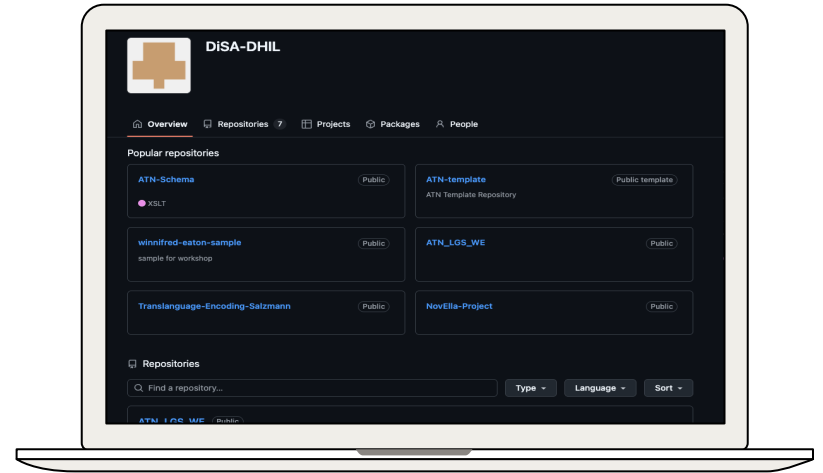 DiSA-DHIL
Overview Repositories 7 Projects Packages People
Popular repositories
ATN-Schema Public
XSLT
ATN-template Public template
ATN Template Repository
winnifred-eaton-sample Public
sample for workshop
ATN_LGS_WE Public
Translanguage-Encoding-Salzmann Public
NovElla-Project Public
Repositories
Find a repository... Type Language Sort
ATN_LGS_WE Public